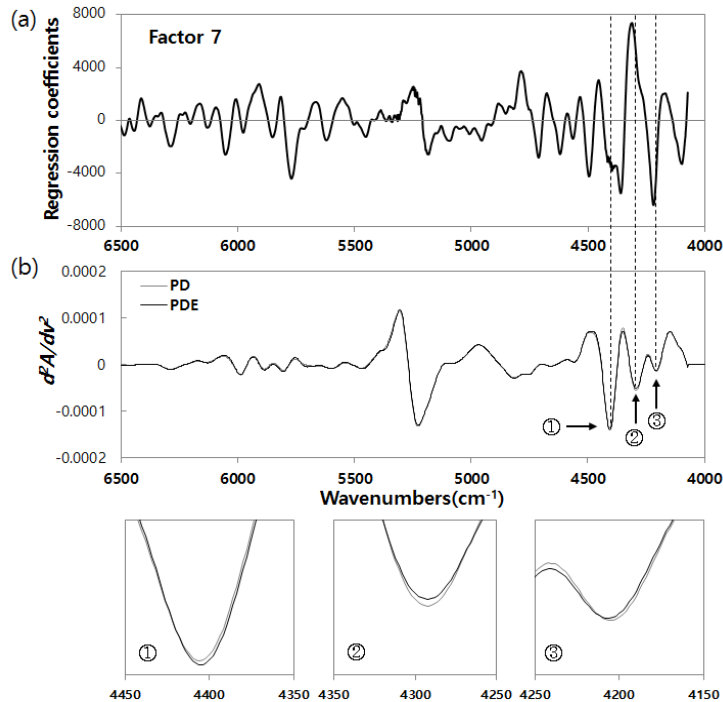 (a)
Factor 7
Regression coefficients
8000
4000
0
-4000
-8000
6500 6000 5500 5000 4500 4000
(b)
PD
PDE
d²A/dν²
0.0002
0.0001
0
-0.0001
-0.0002
① ② ③
6500 6000 5500 5000 4500 4000
Wavenumbers(cm⁻¹)
① ② ③
4450 4400 4350 4350 4300 4250 4250 4200 4150